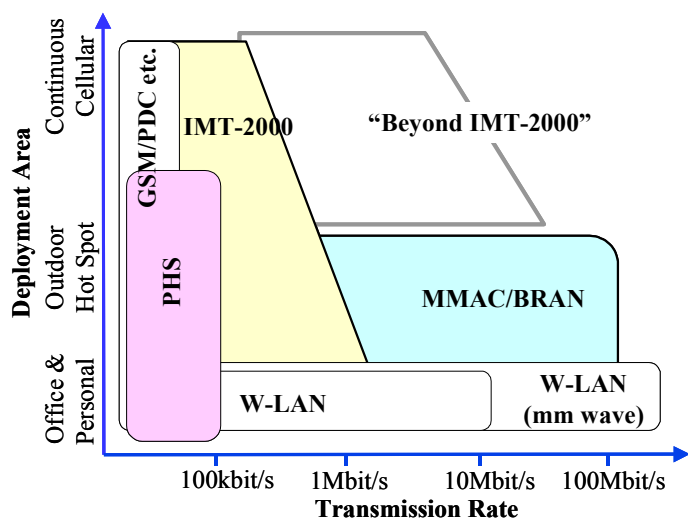 Deployment Area
Continuous
Cellular
Outdoor
Hot Spot
Office &
Personal
GSM/PDC etc.
IMT-2000
“Beyond IMT-2000”
PHS
MMAC/BRAN
W-LAN
W-LAN
(mm wave)
100kbit/s 1Mbit/s 10Mbit/s 100Mbit/s
Transmission Rate